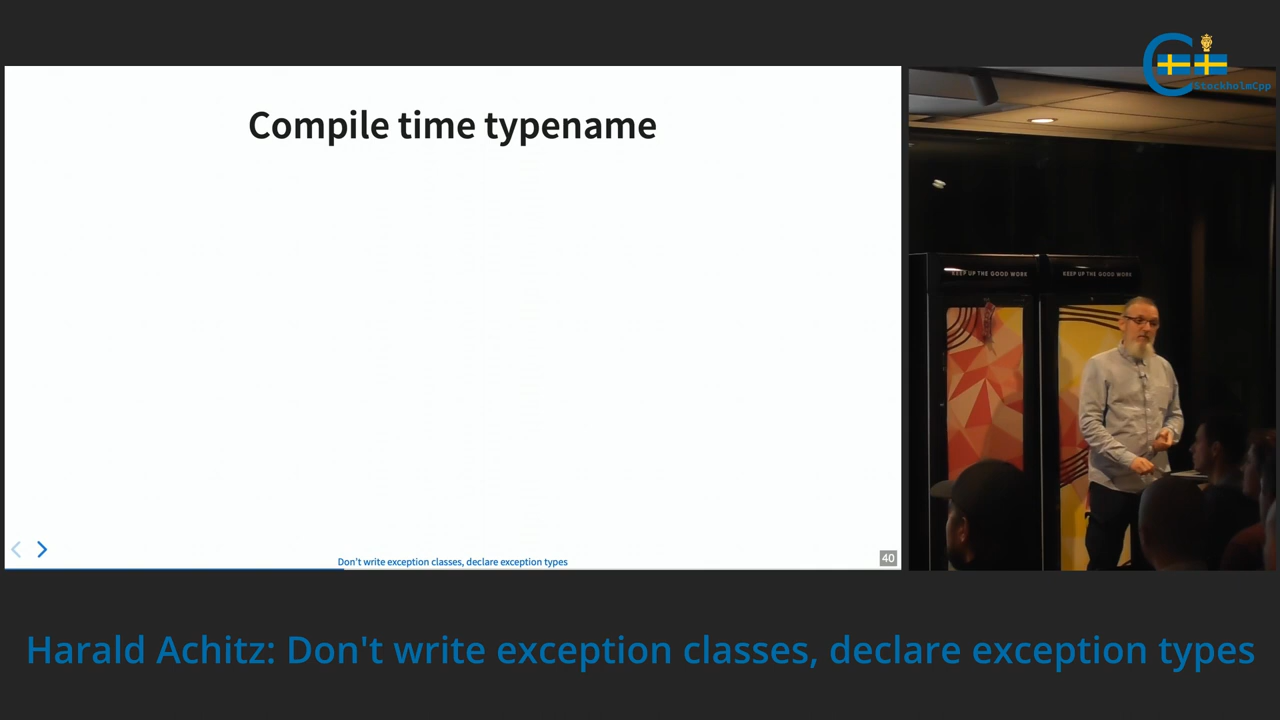 StockholmCpp
Compile time typename
KEEP UP THE GOOD WORK
KEEP UP THE GOOD WORK
Don't write exception classes, declare exception types
40
Harald Achitz: Don't write exception classes, declare exception types